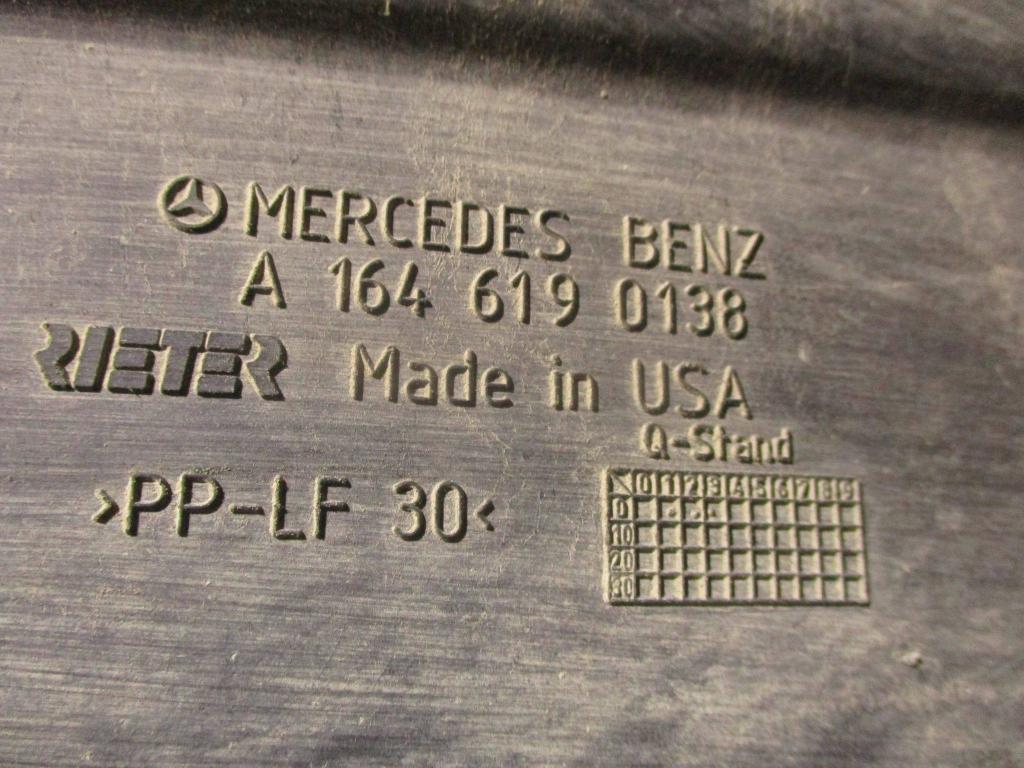 MERCEDES BENZ
A 164 619 0138
RIETER Made in USA
Q-Stand
>PP-LF 30<
0 1 2 3 4 5 6 7 8 9
0
10
20
30